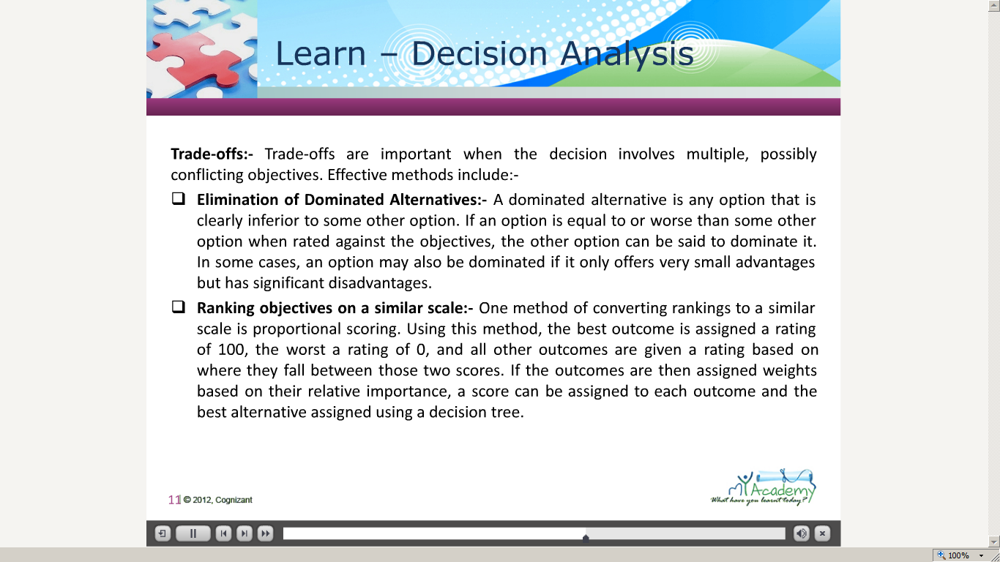 Learn – Decision Analysis
Trade-offs:- Trade-offs are important when the decision involves multiple, possibly
conflicting objectives. Effective methods include:-
❑ Elimination of Dominated Alternatives:- A dominated alternative is any option that is
clearly inferior to some other option. If an option is equal to or worse than some other
option when rated against the objectives, the other option can be said to dominate it.
In some cases, an option may also be dominated if it only offers very small advantages
but has significant disadvantages.
❑ Ranking objectives on a similar scale:- One method of converting rankings to a similar
scale is proportional scoring. Using this method, the best outcome is assigned a rating
of 100, the worst a rating of 0, and all other outcomes are given a rating based on
where they fall between those two scores. If the outcomes are then assigned weights
based on their relative importance, a score can be assigned to each outcome and the
best alternative assigned using a decision tree.
myAcademy
What have you learnt today?
11 © 2012, Cognizant
100%